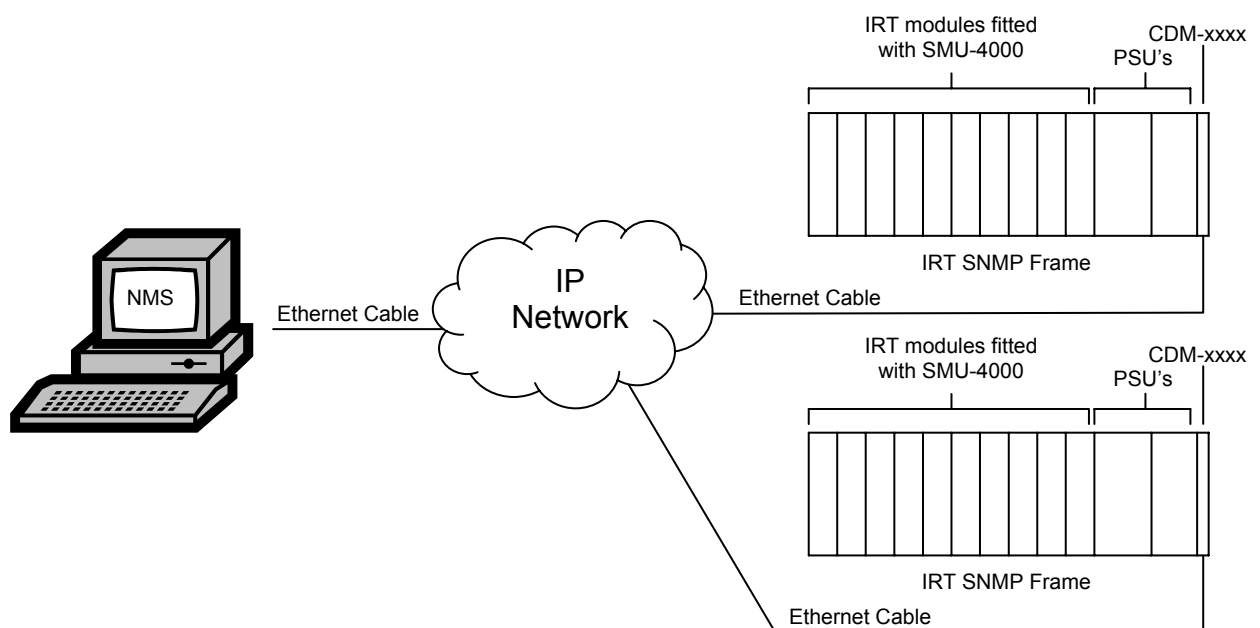 IRT modules fitted
with SMU-4000
CDM-xxxx
PSU's
IRT SNMP Frame
NMS
Ethernet Cable
IP
Network
Ethernet Cable
IRT modules fitted
with SMU-4000
CDM-xxxx
PSU's
IRT SNMP Frame
Ethernet Cable